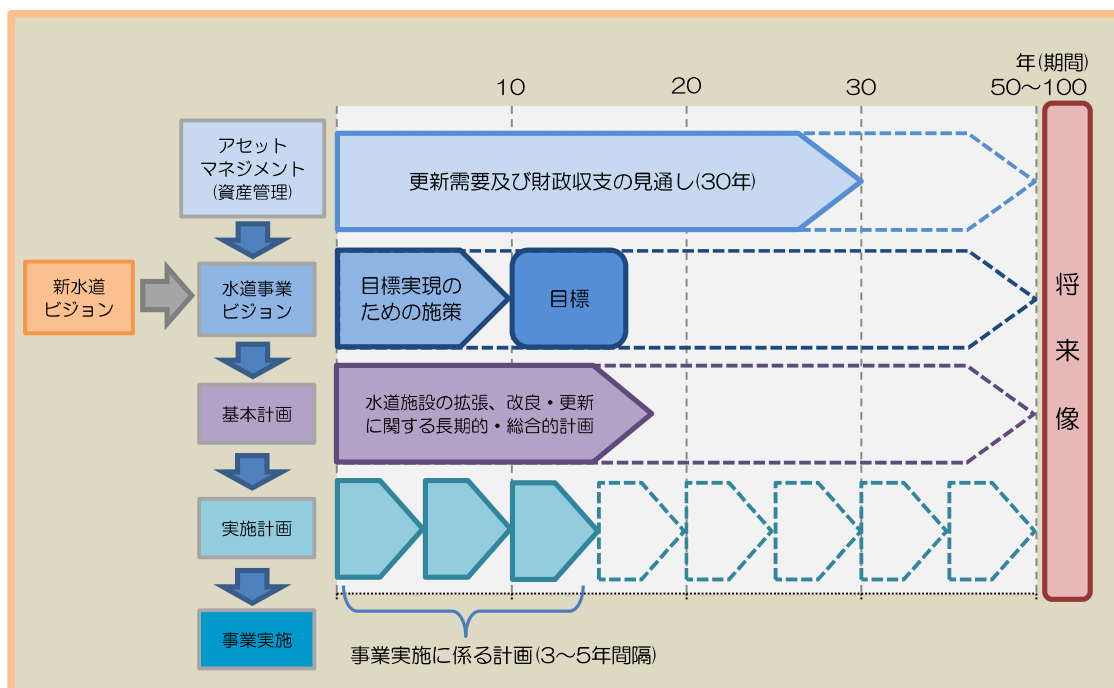 年(期間)
10
20
30
50～100
アセット
マネジメント
(資産管理)
更新需要及び財政収支の見通し(30年)
新水道
ビジョン
水道事業
ビジョン
目標実現の
ための施策
目標
基本計画
水道施設の拡張、改良・更新
に関する長期的・総合的計画
実施計画
事業実施
事業実施に係る計画(3～5年間隔)
将
来
像